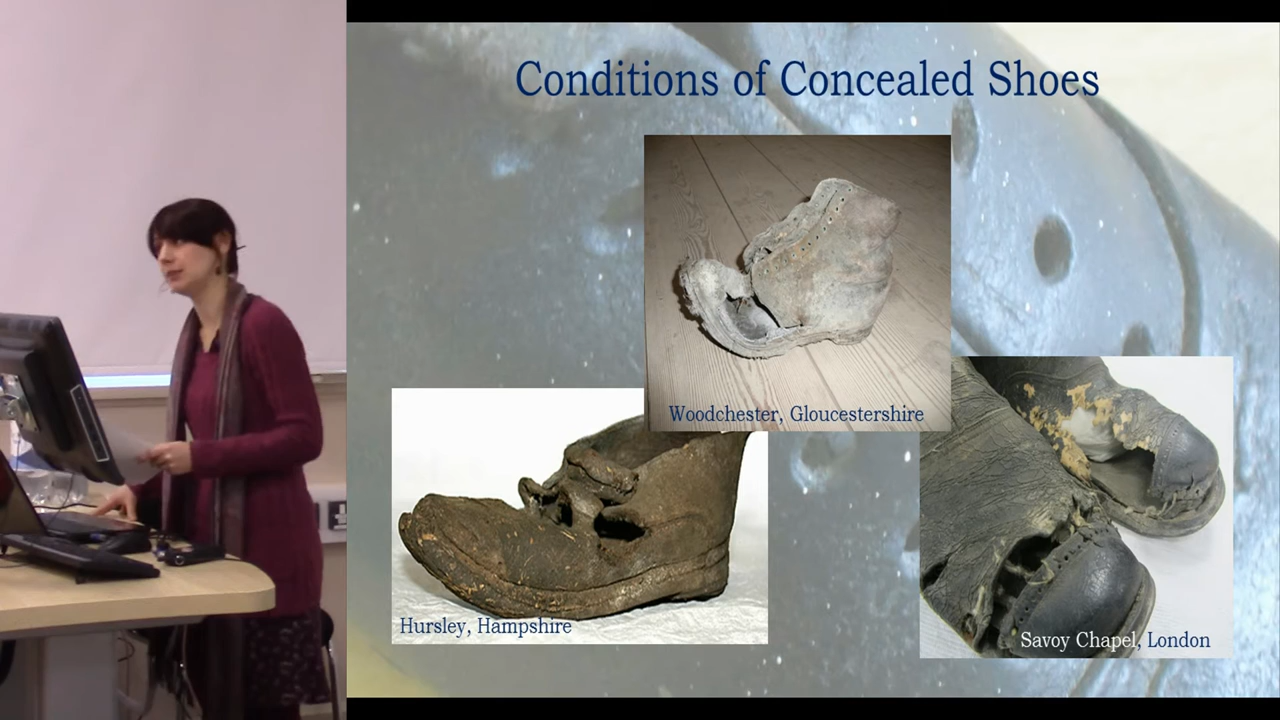 Conditions of Concealed Shoes
Woodchester, Gloucestershire
Hursley, Hampshire
Savoy Chapel, London